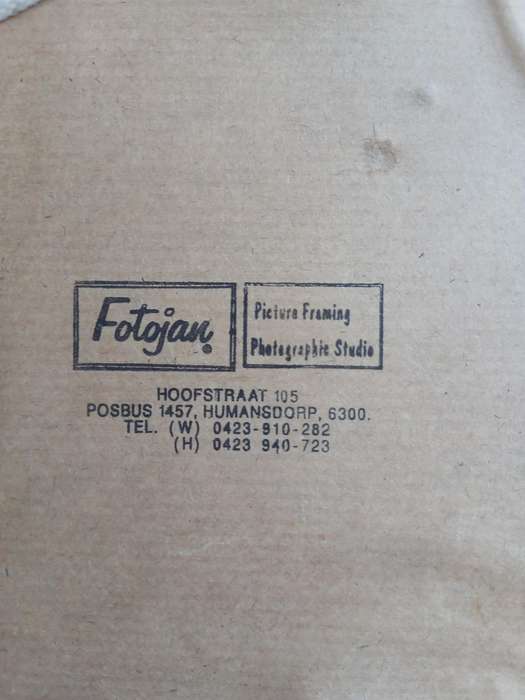 Fotojan
Picture Framing
Photographic Studio
HOOFSTRAAT 105
POSBUS 1457, HUMANSDORP, 6300.
TEL. (W) 0423-910-282
(H) 0423 940-723